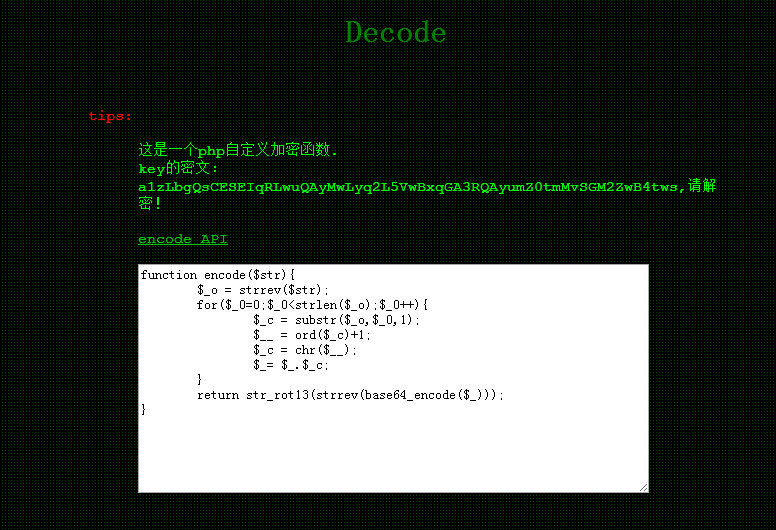 Decode
tips:
这是一个php自定义加密函数.
key的密文:
a1zLbgQsCESEIqRLwuQAyMwLyq2L5VwBxqGA3RQAyumZ0tmMvSGM2ZwB4tws,请解
密!
encode API
function encode($str){
$_o = strrev($str);
for($_0=0;$_0<strlen($_o);$_0++){
$_c = substr($_o,$_0,1);
$__ = ord($_c)+1;
$_c = chr($__);
$_= $_.$_c;
}
return str_rot13(strrev(base64_encode($_)));
}